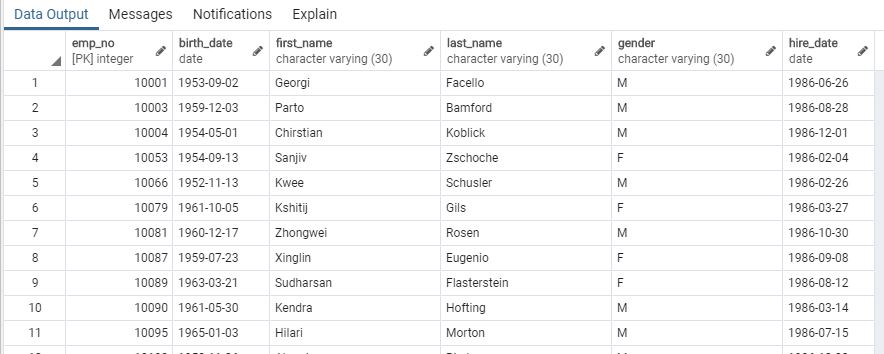 Data Output Messages Notifications Explain
emp_no birth_date first_name last_name gender hire_date
[PK] integer date character varying (30) character varying (30) character varying (30) date
1 10001 1953-09-02 Georgi Facello M 1986-06-26
2 10003 1959-12-03 Parto Bamford M 1986-08-28
3 10004 1954-05-01 Chirstian Koblick M 1986-12-01
4 10053 1954-09-13 Sanjiv Zschoche F 1986-02-04
5 10066 1952-11-13 Kwee Schusler M 1986-02-26
6 10079 1961-10-05 Kshitij Gils F 1986-03-27
7 10081 1960-12-17 Zhongwei Rosen M 1986-10-30
8 10087 1959-07-23 Xinglin Eugenio F 1986-09-08
9 10089 1963-03-21 Sudharsan Flasterstein F 1986-08-12
10 10090 1961-05-30 Kendra Hofting M 1986-03-14
11 10095 1965-01-03 Hilari Morton M 1986-07-15